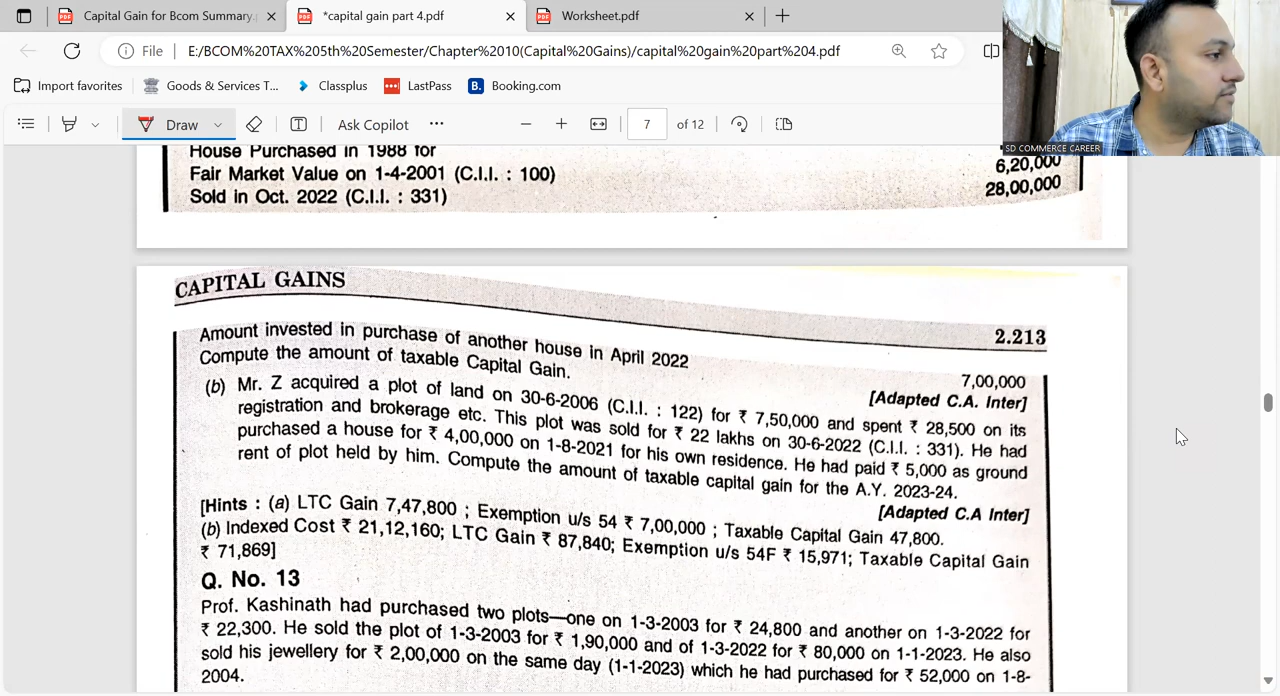 Capital Gain for Bcom Summary.
*capital gain part 4.pdf
Worksheet.pdf
File
E:/BCOM%20TAX%205th%20Semester/Chapter%2010(Capital%20Gains)/capital%20gain%20part%204.pdf
Import favorites
Goods & Services T...
Classplus
LastPass
B. Booking.com
Draw
Ask Copilot
7 of 12
SD COMMERCE CAREER
House Purchased in 1988 for
Fair Market Value on 1-4-2001 (C.I.I. : 100) 6,20,000
Sold in Oct. 2022 (C.I.I. : 331) 28,00,000
CAPITAL GAINS
2.213
Amount invested in purchase of another house in April 2022 7,00,000
Compute the amount of taxable Capital Gain.
[Adapted C.A. Inter]
(b) Mr. Z acquired a plot of land on 30-6-2006 (C.I.I. : 122) for ₹ 7,50,000 and spent ₹ 28,500 on its
registration and brokerage etc. This plot was sold for ₹ 22 lakhs on 30-6-2022 (C.I.I. : 331). He had
purchased a house for ₹ 4,00,000 on 1-8-2021 for his own residence. He had paid ₹ 5,000 as ground
rent of plot held by him. Compute the amount of taxable capital gain for the A.Y. 2023-24.
[Adapted C.A Inter]
[Hints : (a) LTC Gain 7,47,800 ; Exemption u/s 54 ₹ 7,00,000 ; Taxable Capital Gain 47,800.
(b) Indexed Cost ₹ 21,12,160; LTC Gain ₹ 87,840; Exemption u/s 54F ₹ 15,971; Taxable Capital Gain
₹ 71,869]
Q. No. 13
Prof. Kashinath had purchased two plots—one on 1-3-2003 for ₹ 24,800 and another on 1-3-2022 for
₹ 22,300. He sold the plot of 1-3-2003 for ₹ 1,90,000 and of 1-3-2022 for ₹ 80,000 on 1-1-2023. He also
sold his jewellery for ₹ 2,00,000 on the same day (1-1-2023) which he had purchased for ₹ 52,000 on 1-8-
2004.